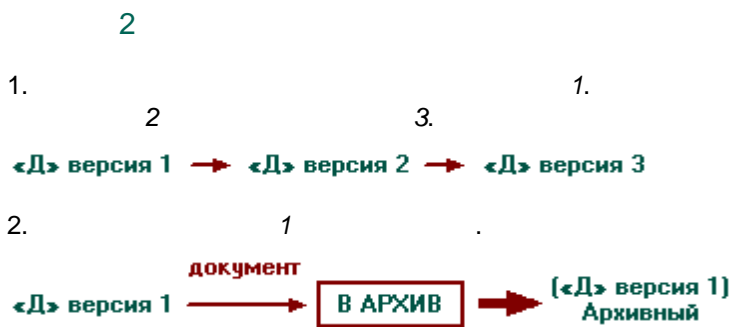 2
1. 1.
2 3.
«Д» версия 1 → «Д» версия 2 → «Д» версия 3
2. 1 .
документ
«Д» версия 1 → В АРХИВ → («Д» версия 1)
Архивный